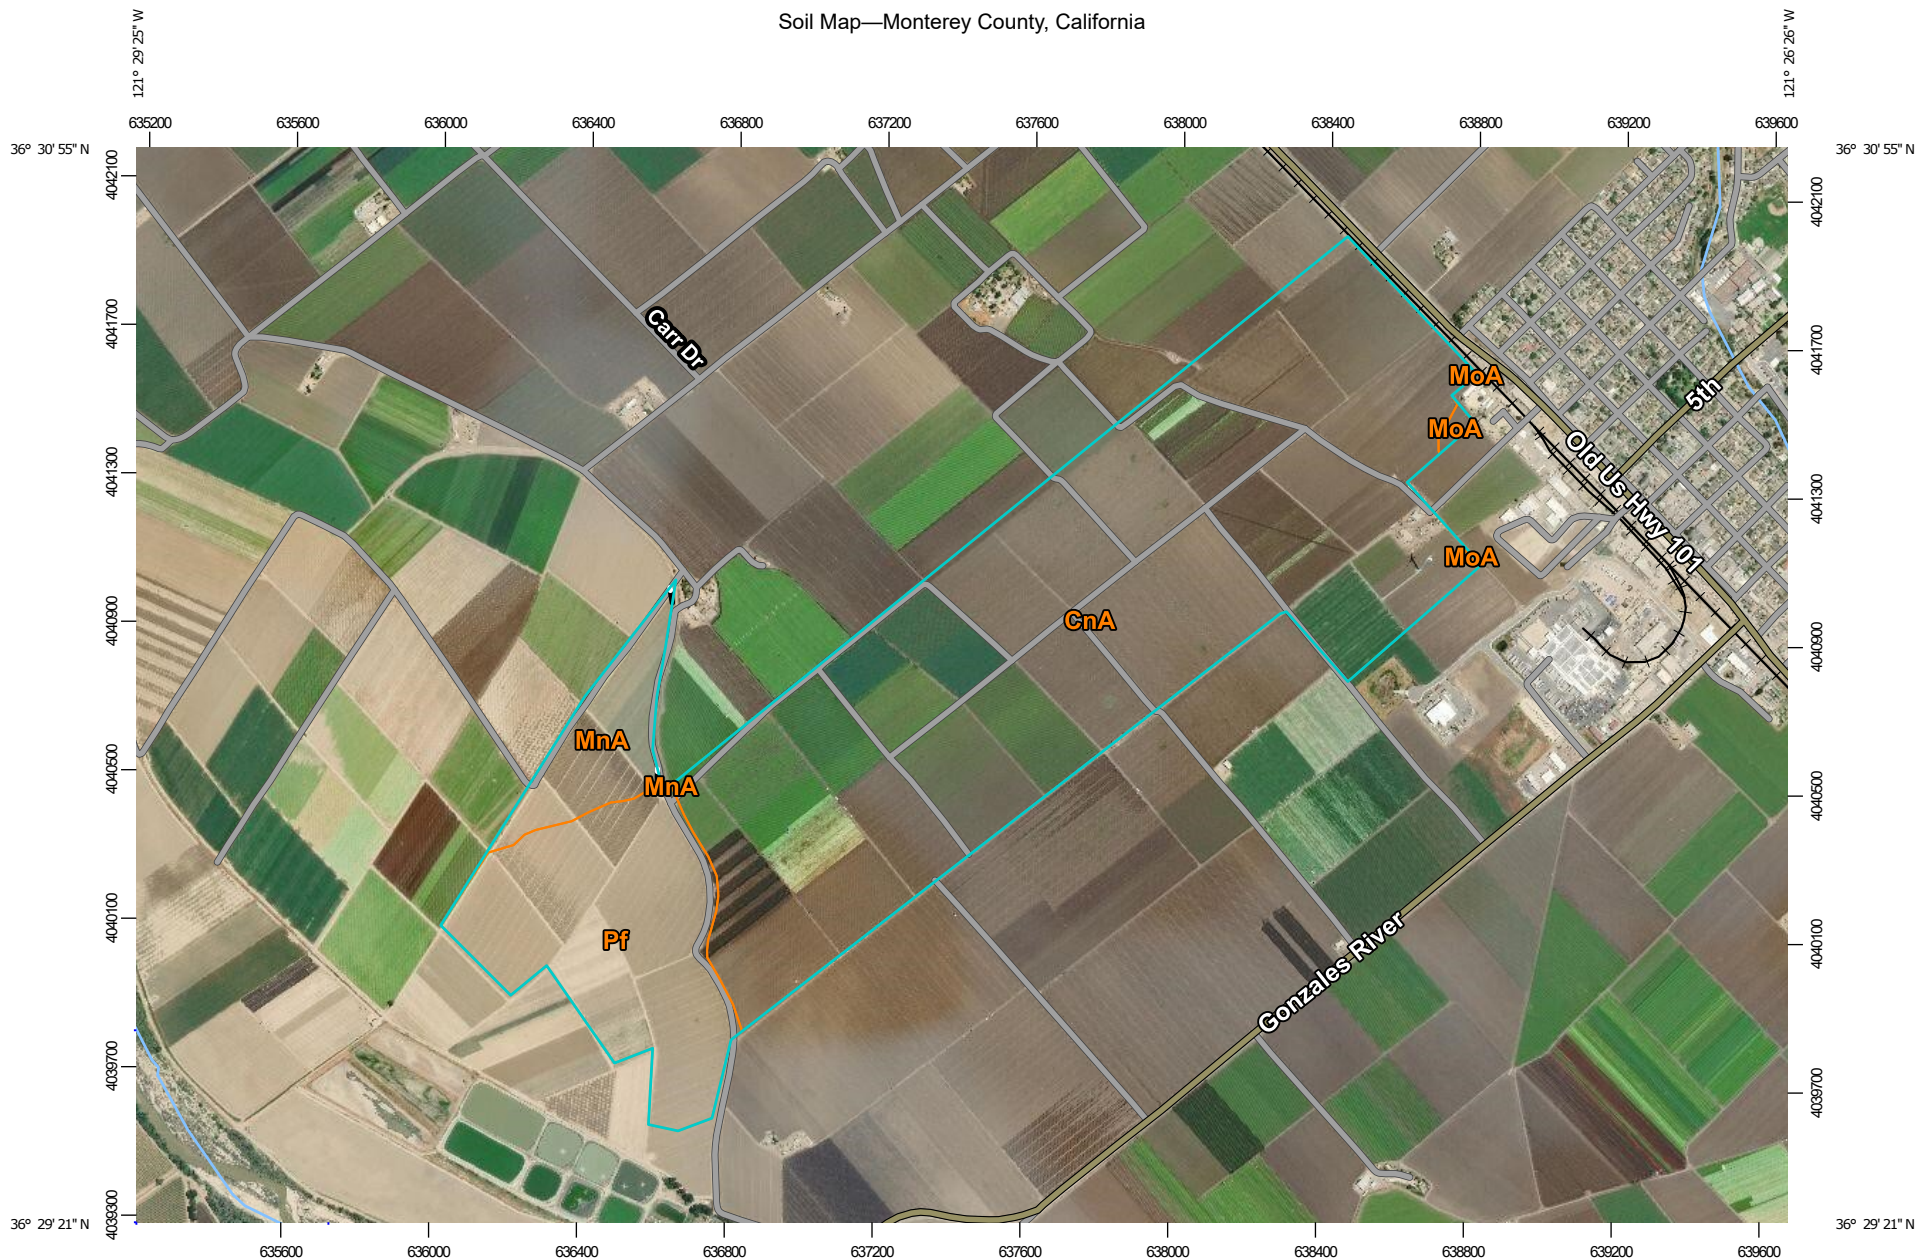 Soil Map—Monterey County, California
121° 29' 25" W
121° 26' 26" W
635200 635600 636000 636400 636800 637200 637600 638000 638400 638800 639200 639600
36° 30' 55" N
36° 30' 55" N
4042100
4042100
4041700
4041700
4041300
4041300
4040900
4040900
4040500
4040500
4040100
4040100
4039700
4039700
4039300
Carr Dr
MoA
5th
MoA
Old Us Hwy 101
MoA
CnA
MnA
MnA
Pf
Gonzales River
36° 29' 21" N
36° 29' 21" N
635600 636000 636400 636800 637200 637600 638000 638400 638800 639200 639600